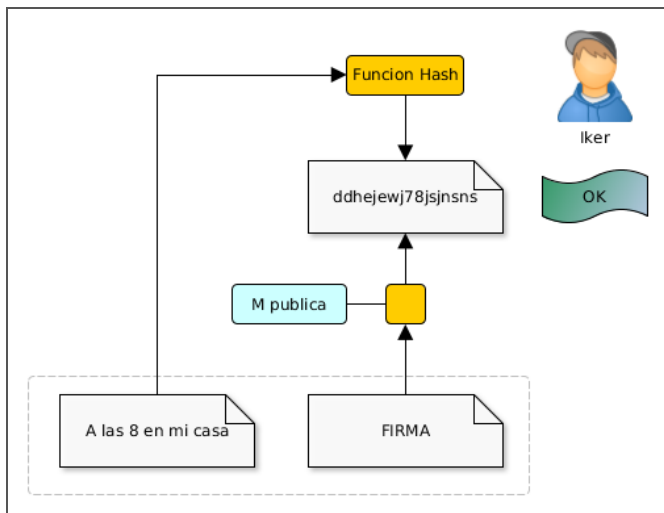 Funcion Hash
Iker
ddhejewj78jsjnsns
OK
M publica
A las 8 en mi casa
FIRMA